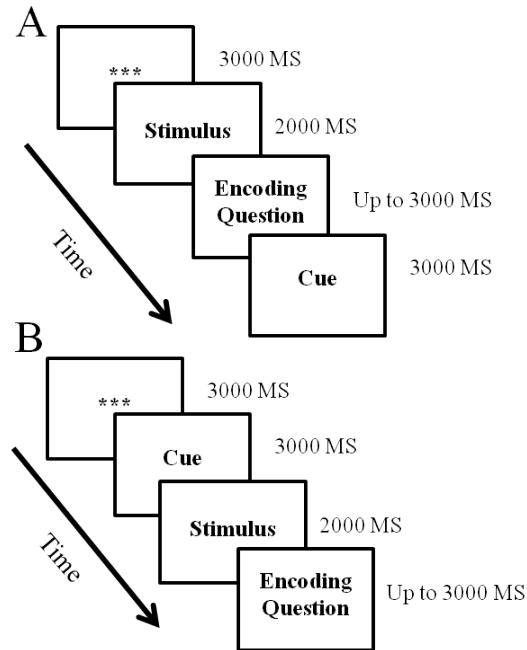 A
***
3000 MS
Stimulus
2000 MS
Encoding
Question
Up to 3000 MS
Cue
3000 MS
Time
B
***
3000 MS
Cue
3000 MS
Stimulus
2000 MS
Encoding
Question
Up to 3000 MS
Time